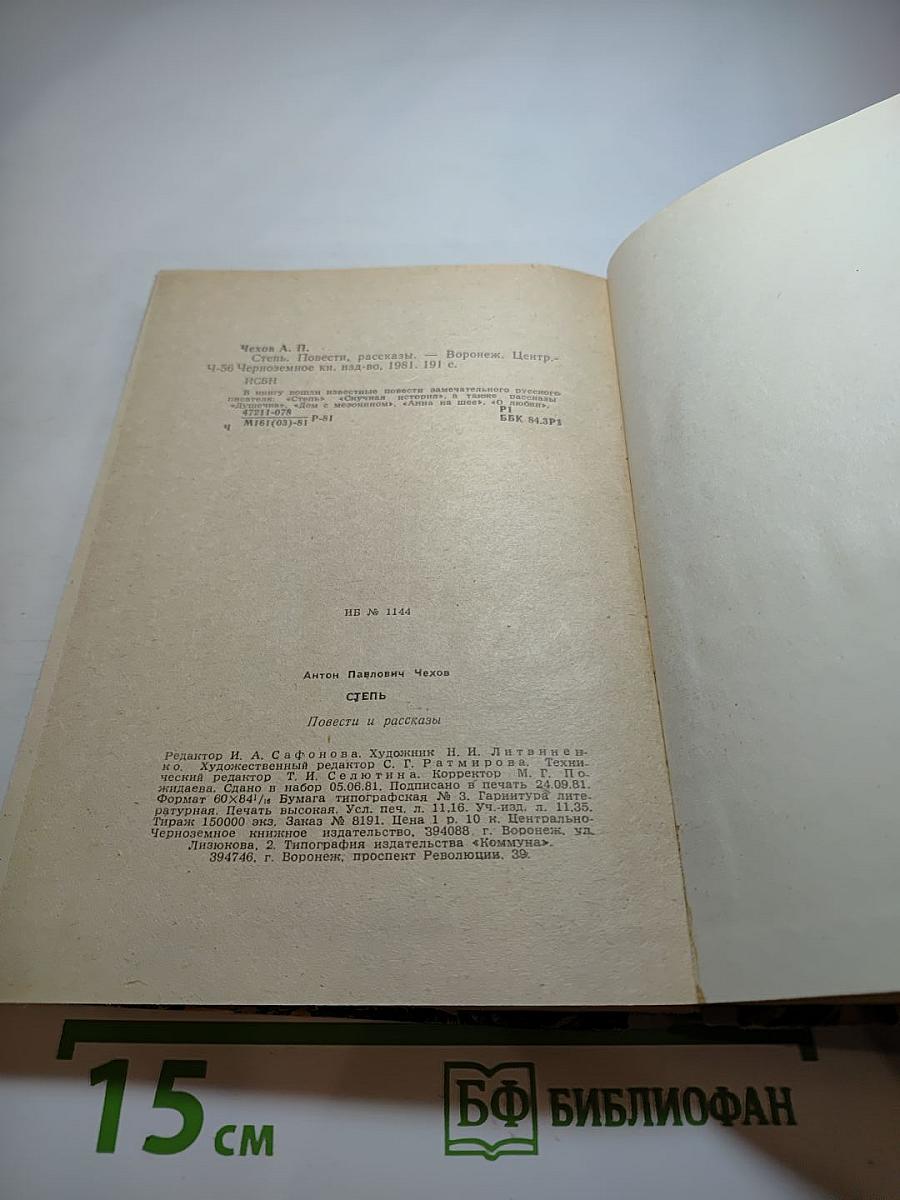 Чехов А. П.
Степь. Повести, рассказы. — Воронеж. Центр.-
Ч-56 Черноземное кн. изд-во, 1981. 191 с.
ИСБН
В книгу вошли известные повести замечательного русского
писателя: «Степь», «Скучная история», а также рассказы
«Душечка», «Дом с мезонином», «Анна на шее», «О любви».
47211-078
Ч М161(03)-81 Р-81
Р1
ББК 84.3Р1
ИБ № 1144
Антон Павлович Чехов
СТЕПЬ
Повести и рассказы
Редактор И. А. Сафонова. Художник Н. И. Литвинен-
ко. Художественный редактор С. Г. Ратмирова. Техни-
ческий редактор Т. И. Селютина. Корректор М. Г. По-
жидаева. Сдано в набор 05.06.81. Подписано в печать 24.09.81.
Формат 60×84¹/₁₆ Бумага типографская № 3. Гарнитура лите-
ратурная. Печать высокая. Усл. печ. л. 11,16. Уч.-изд. л. 11,35.
Тираж 150000 экз. Заказ № 8191. Цена 1 р. 10 к. Центрально-
Черноземное книжное издательство, 394088, г. Воронеж, ул.
Лизюкова, 2. Типография издательства «Коммуна»,
394746, г. Воронеж, проспект Революции, 39.
15 см
БФ БИБЛИОФАН